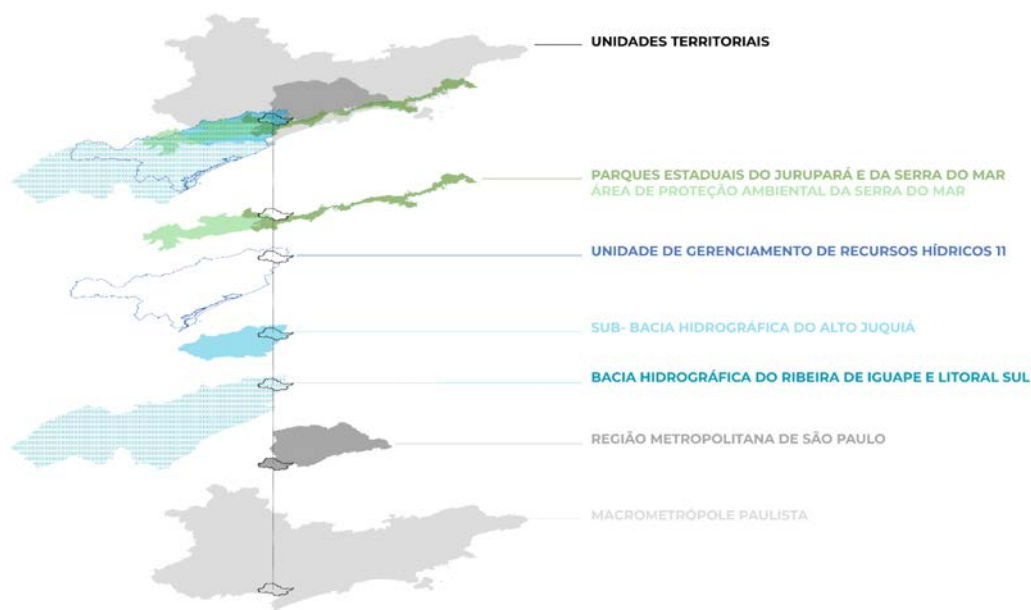 UNIDADES TERRITORIAIS
PARQUES ESTADUAIS DO JURUPARÁ E DA SERRA DO MAR
ÁREA DE PROTEÇÃO AMBIENTAL DA SERRA DO MAR
UNIDADE DE GERENCIAMENTO DE RECURSOS HÍDRICOS 11
SUB- BACIA HIDROGRÁFICA DO ALTO JUQUIÁ
BACIA HIDROGRÁFICA DO RIBEIRA DE IGUAPE E LITORAL SUL
REGIÃO METROPOLITANA DE SÃO PAULO
MACROMETRÓPOLE PAULISTA